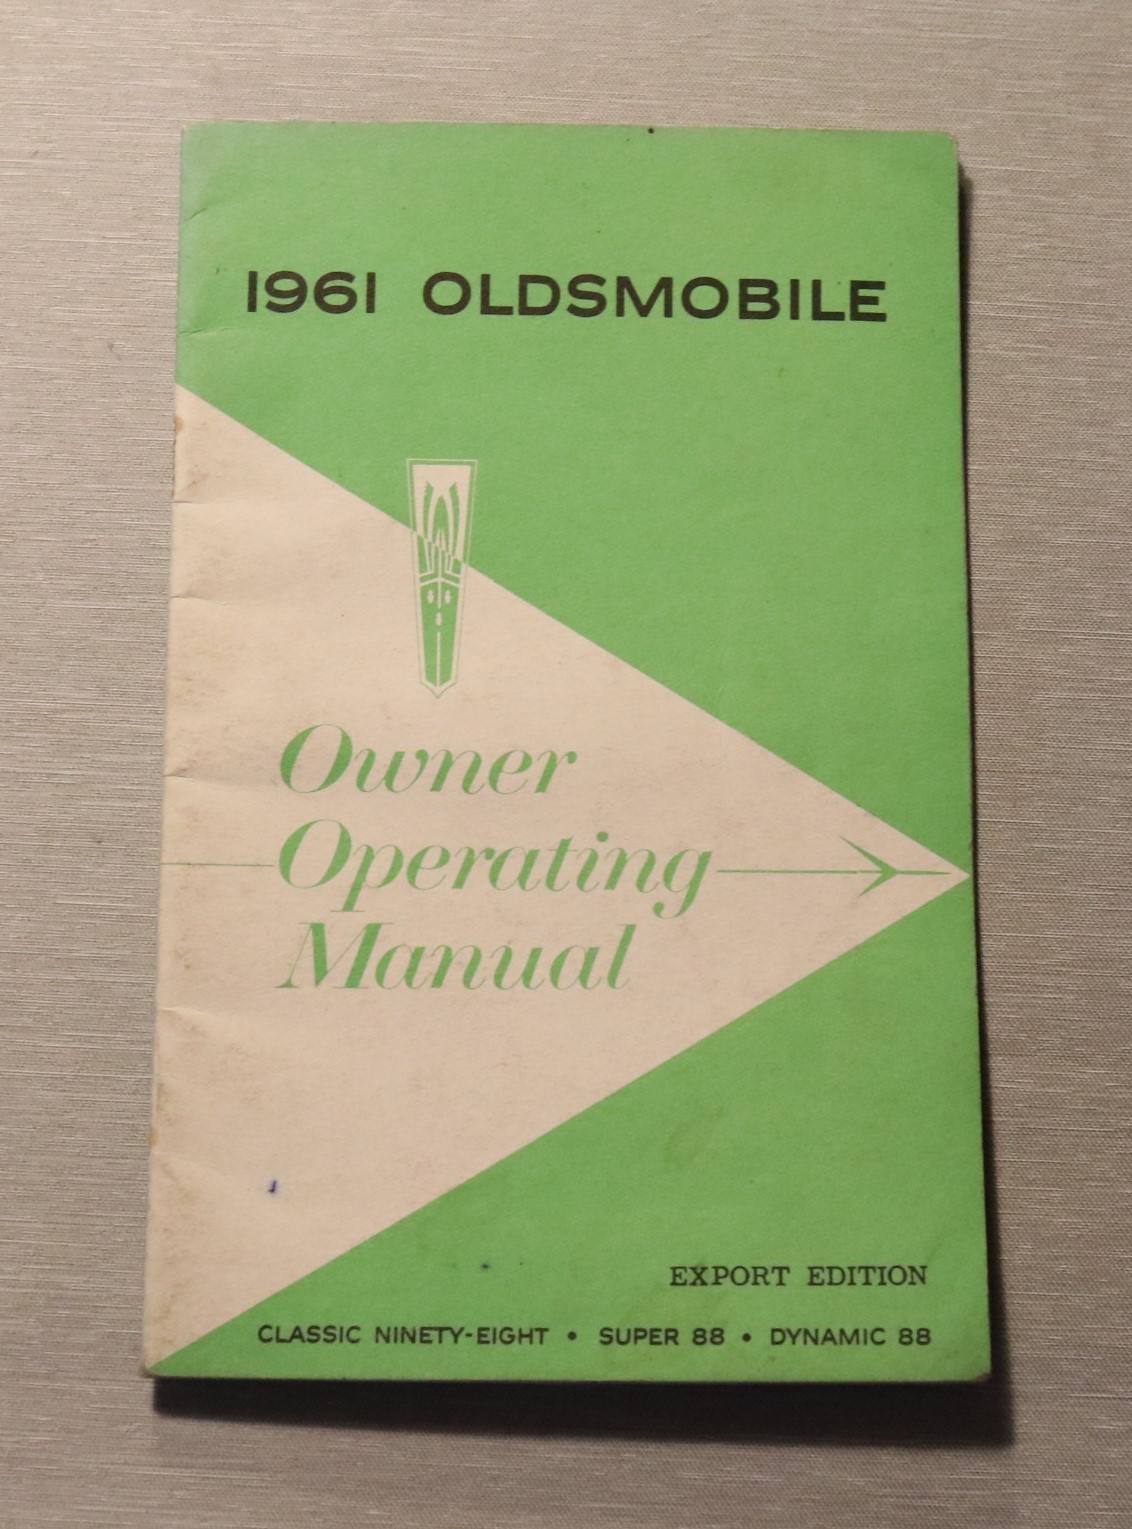 1961 OLDSMOBILE
Owner
Operating
Manual
EXPORT EDITION
CLASSIC NINETY-EIGHT • SUPER 88 • DYNAMIC 88